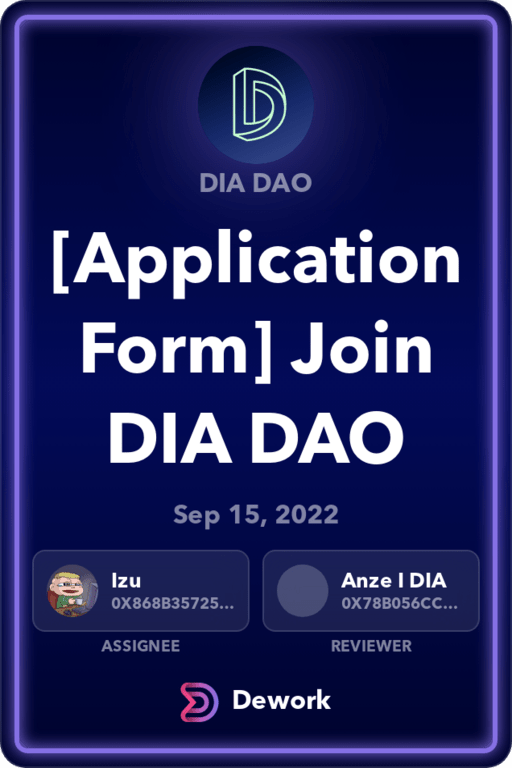 DIA DAO
[Application
Form] Join
DIA DAO
Sep 15, 2022
Izu
0X868B35725...
ASSIGNEE
Anze I DIA
0X78B056CC...
REVIEWER
Dework